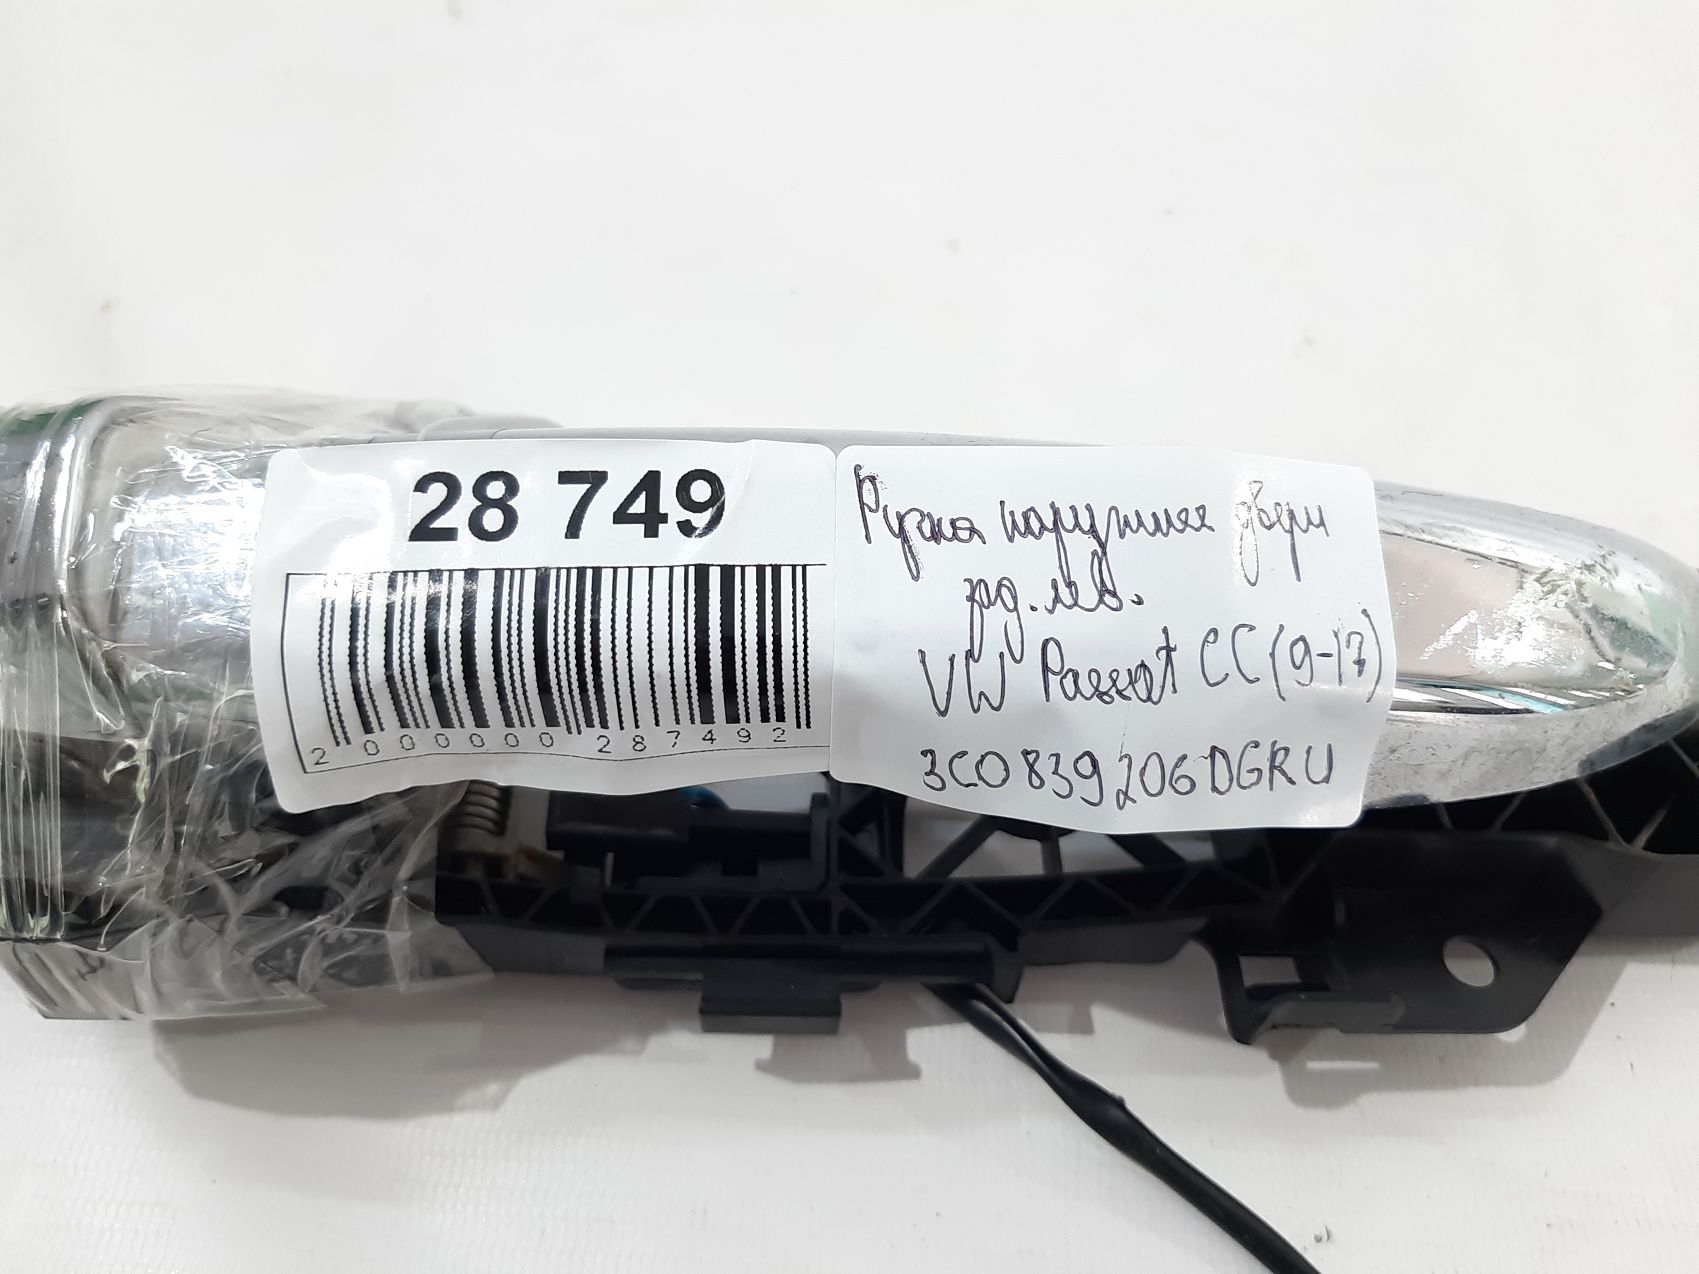 28 749
2 000000 287492
Ручка наружняя двери
зад. лев.
VW Passat CC (9-17)
3C0839206DGRU